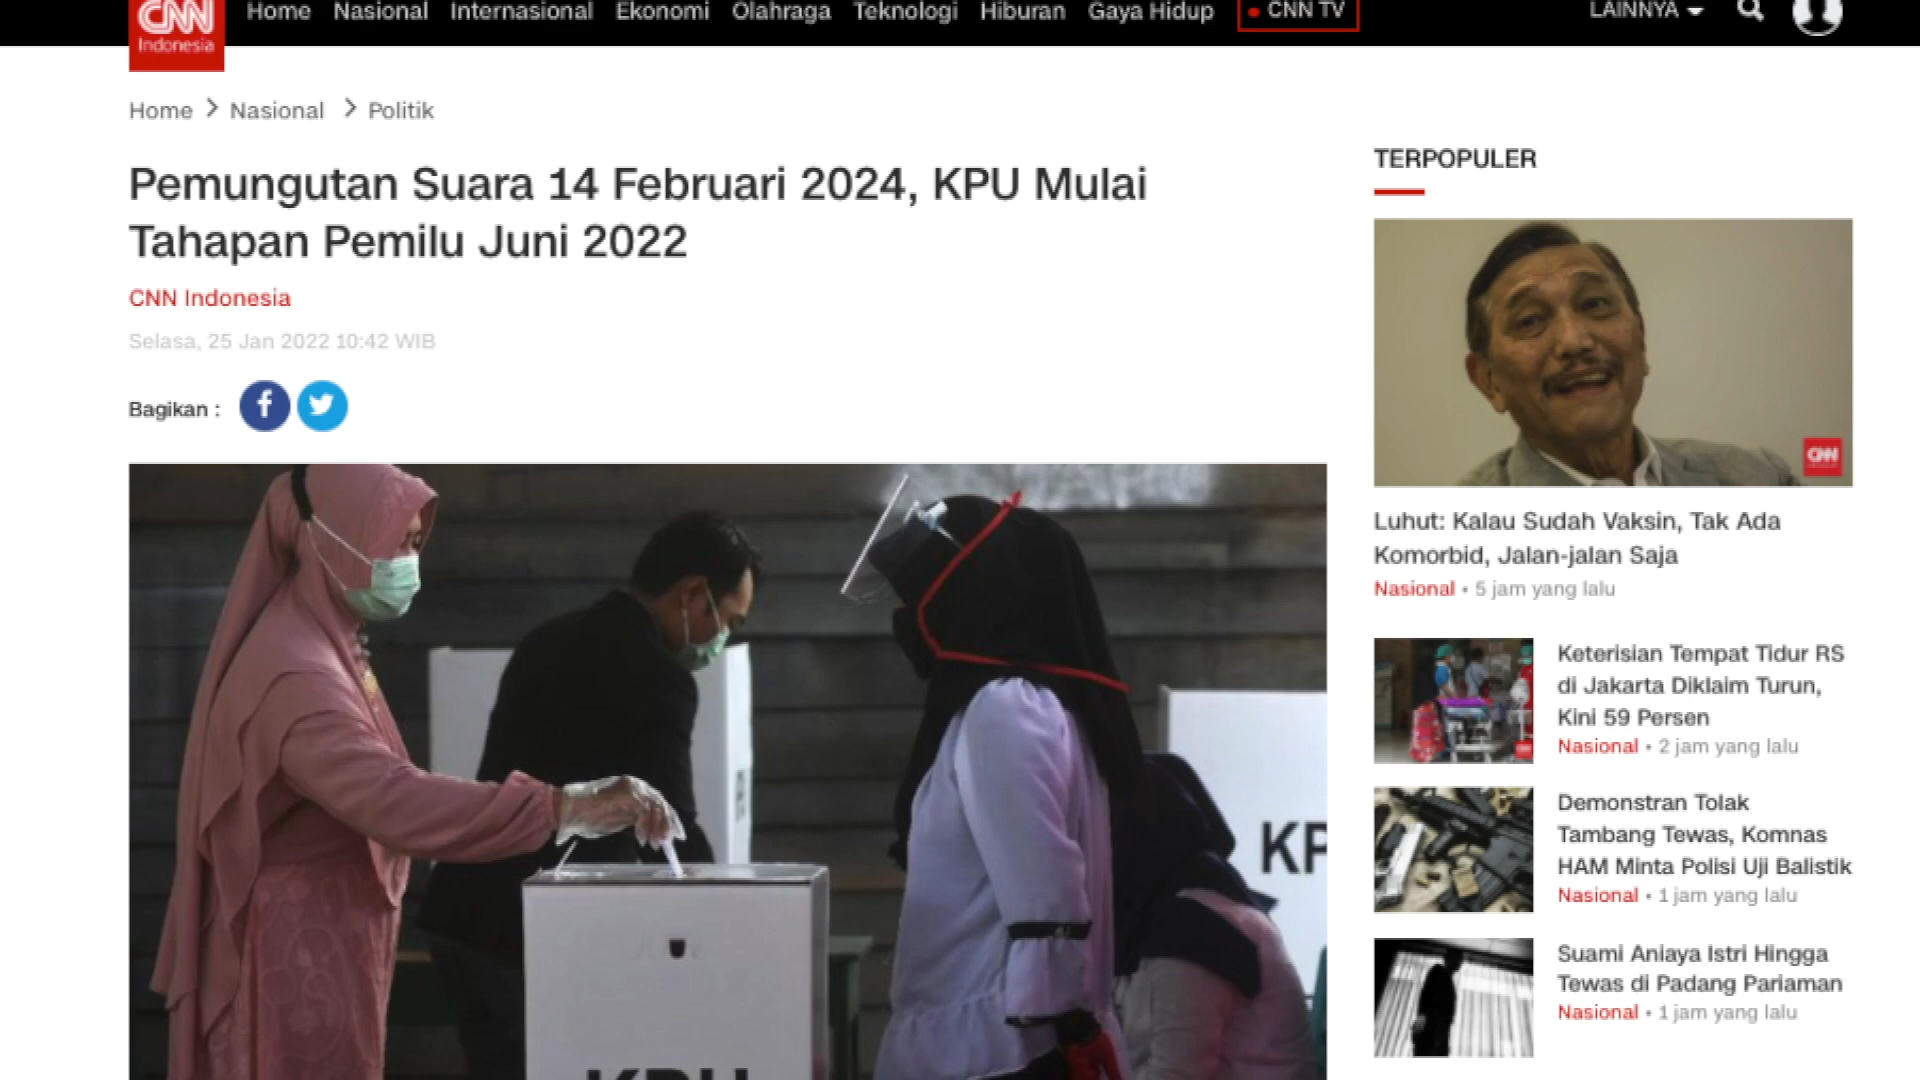 CNN
Indonesia
Home Nasional Internasional Ekonomi Olahraga Teknologi Hiburan Gaya Hidup CNN TV LAINNYA
Home > Nasional > Politik
Pemungutan Suara 14 Februari 2024, KPU Mulai
Tahapan Pemilu Juni 2022
CNN Indonesia
Selasa, 25 Jan 2022 10:42 WIB
Bagikan :
KPU
TERPOPULER
CNN
Luhut: Kalau Sudah Vaksin, Tak Ada
Komorbid, Jalan-jalan Saja
Nasional • 5 jam yang lalu
Keterisian Tempat Tidur RS
di Jakarta Diklaim Turun,
Kini 59 Persen
Nasional • 2 jam yang lalu
Demonstran Tolak
Tambang Tewas, Komnas
HAM Minta Polisi Uji Balistik
Nasional • 1 jam yang lalu
Suami Aniaya Istri Hingga
Tewas di Padang Pariaman
Nasional • 1 jam yang lalu